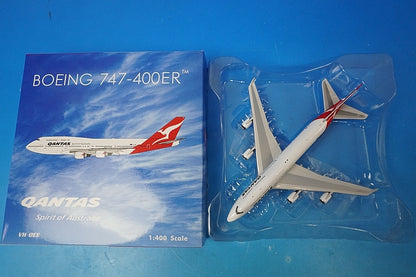 BOEING 747-400ER™
QANTAS
QANTAS
Spirit of Australia
VH-OEE
1:400 Scale